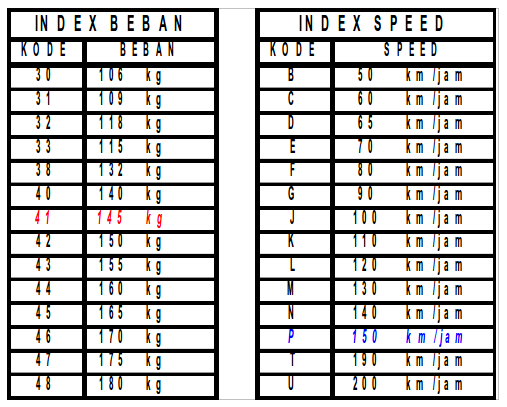 INDEX BEBAN
KODE BEBAN
30 106 kg
31 109 kg
32 118 kg
33 115 kg
38 132 kg
40 140 kg
41 145 kg
42 150 kg
43 155 kg
44 160 kg
45 165 kg
46 170 kg
47 175 kg
48 180 kg
INDEX SPEED
KODE SPEED
B 50 km/jam
C 60 km/jam
D 65 km/jam
E 70 km/jam
F 80 km/jam
G 90 km/jam
J 100 km/jam
K 110 km/jam
L 120 km/jam
M 130 km/jam
N 140 km/jam
P 150 km/jam
T 190 km/jam
U 200 km/jam